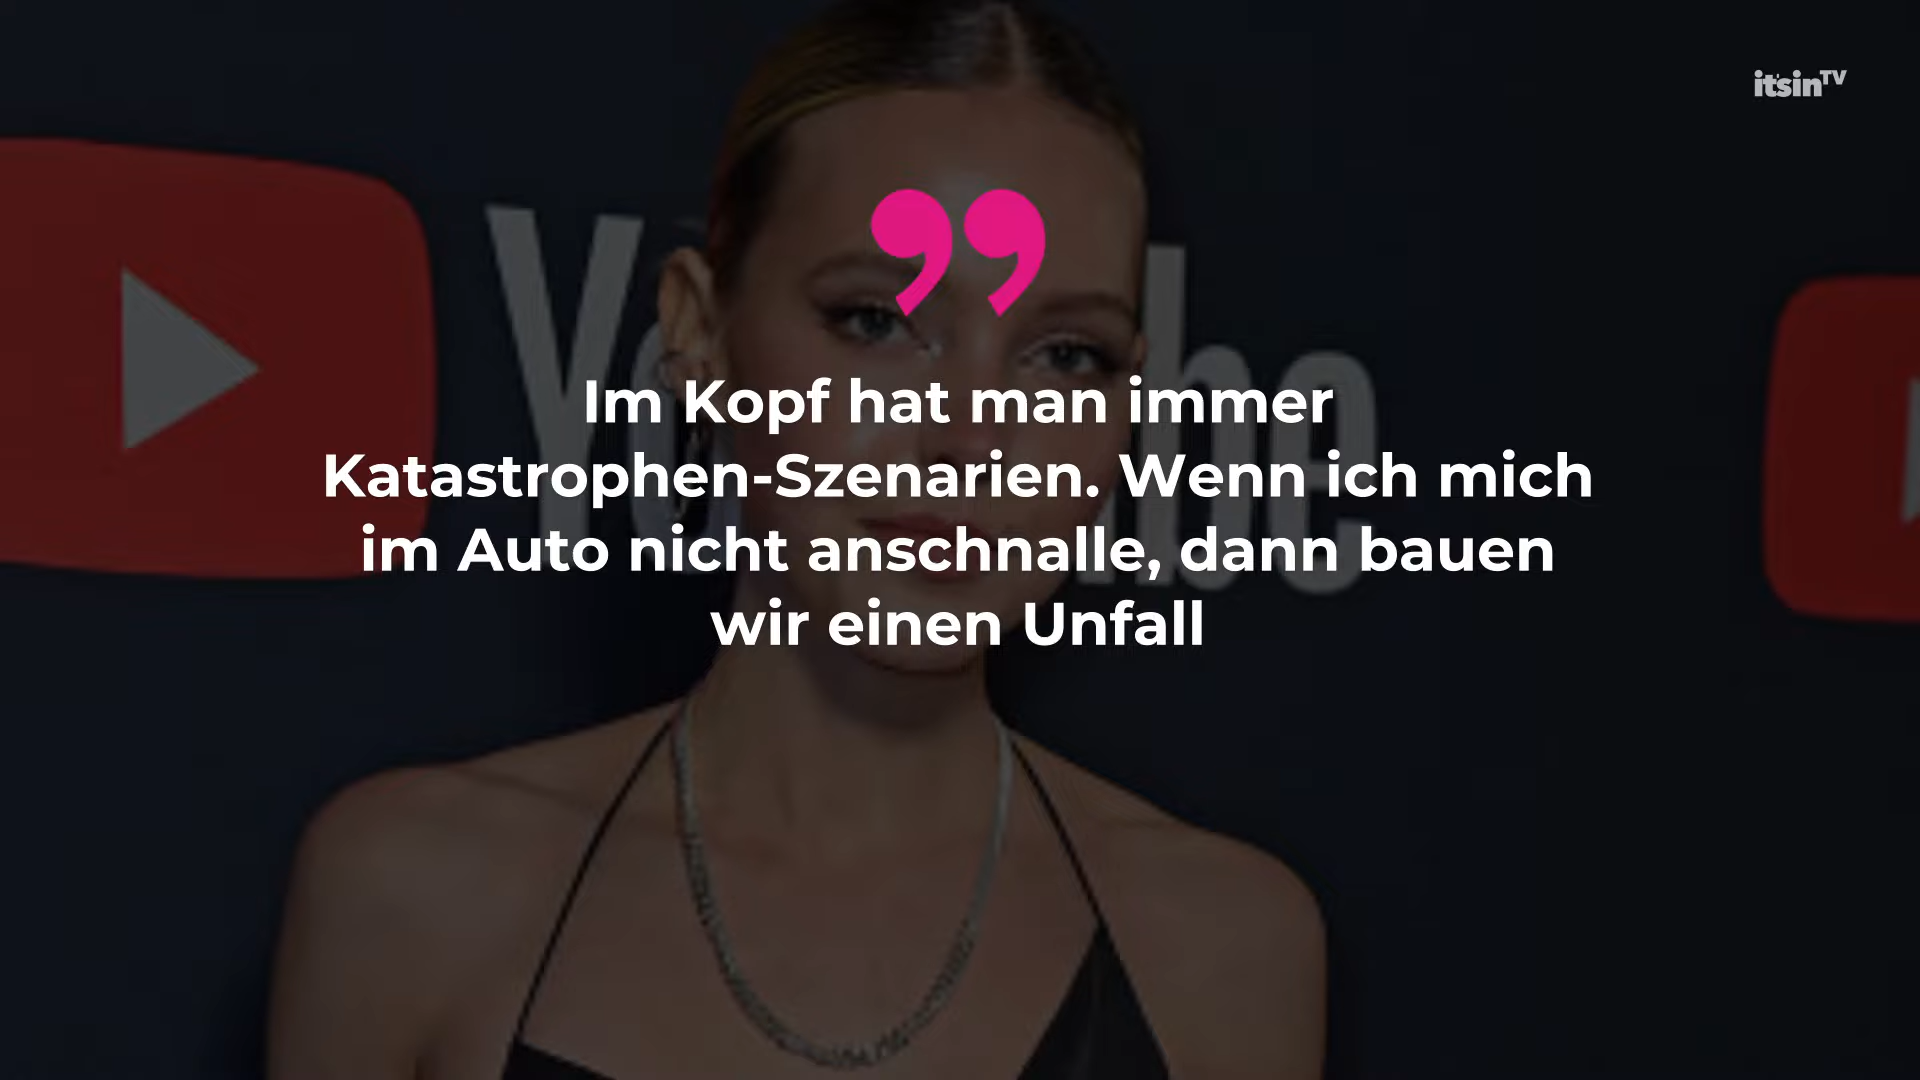 itsinTV
YouTube
Im Kopf hat man immer
Katastrophen-Szenarien. Wenn ich mich
im Auto nicht anschnalle, dann bauen
wir einen Unfall